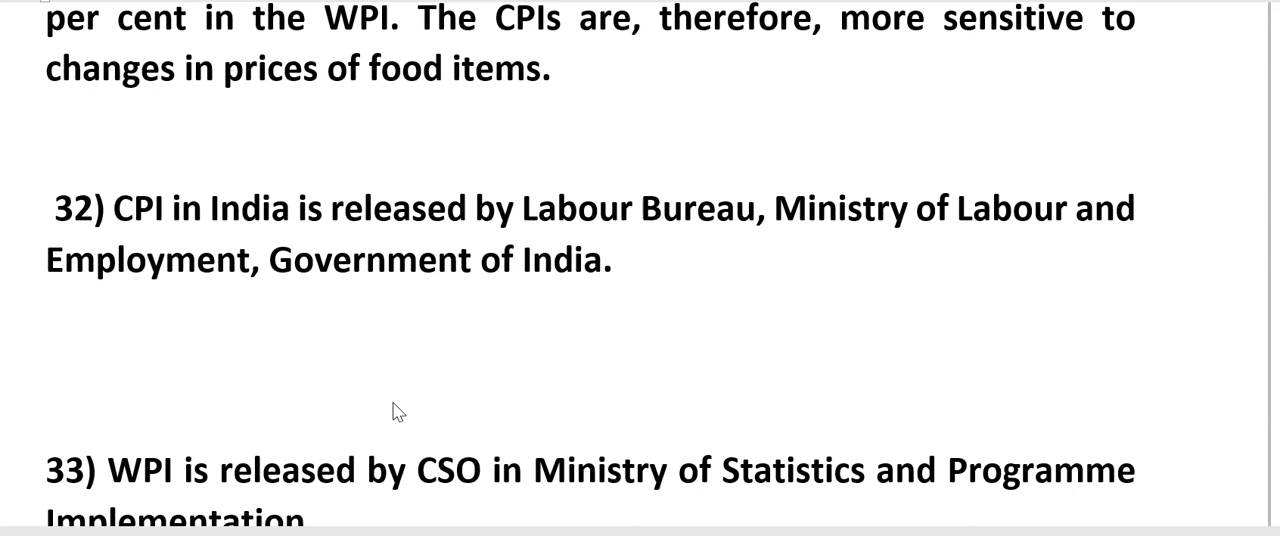 per cent in the WPI. The CPIs are, therefore, more sensitive to
changes in prices of food items.
32) CPI in India is released by Labour Bureau, Ministry of Labour and
Employment, Government of India.
33) WPI is released by CSO in Ministry of Statistics and Programme
Implementation